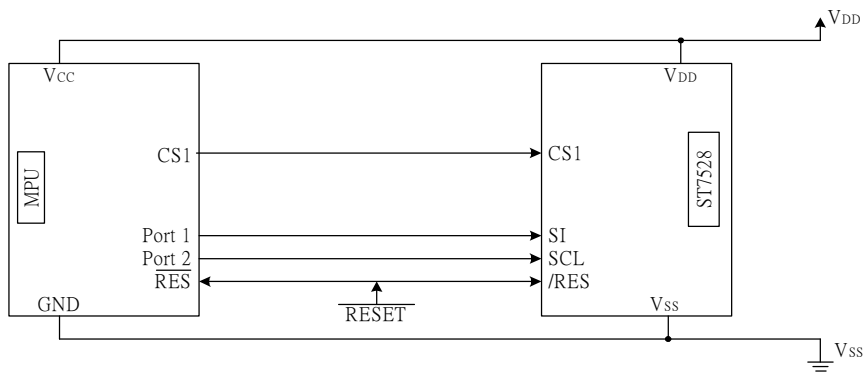 VDD
VCC VDD
CS1 CS1
MPU ST7528
Port 1 SI
Port 2 SCL
RES /RES
GND RESET VSS
VSS